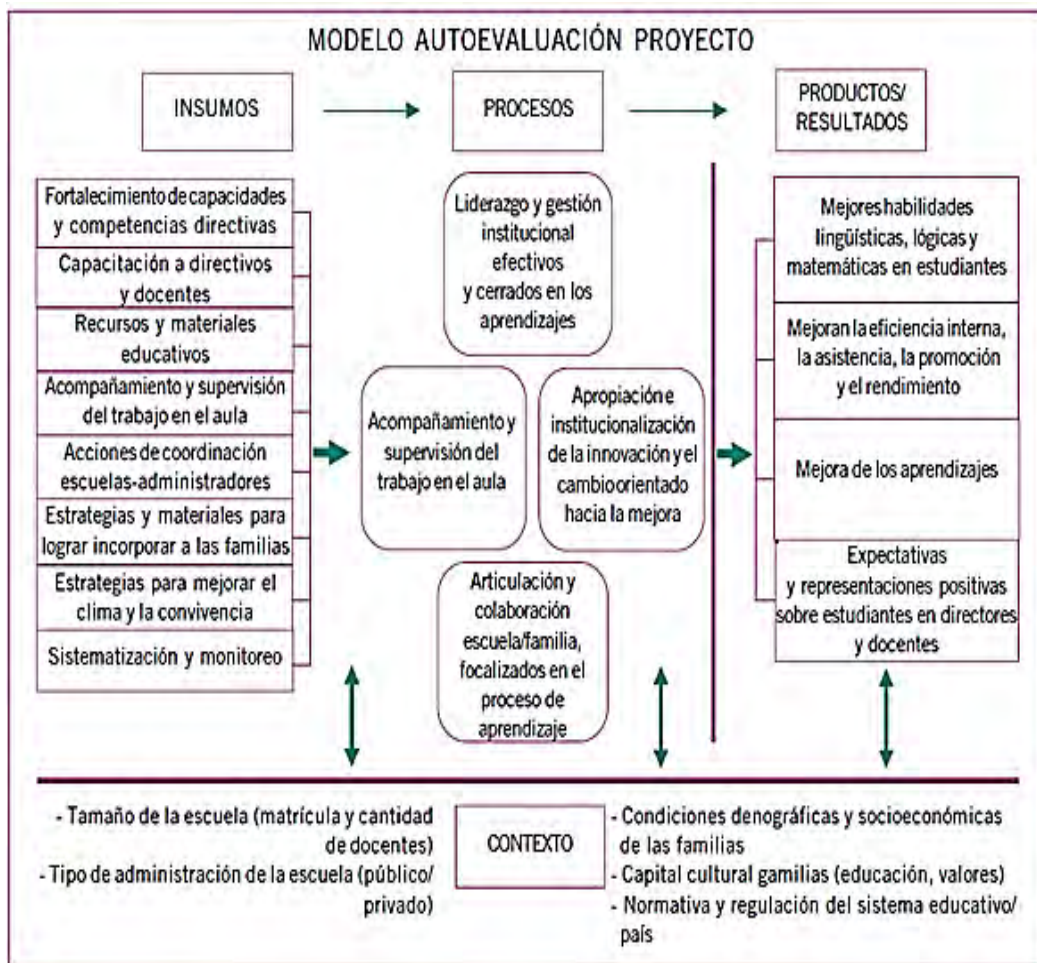 MODELO AUTOEVALUACIÓN PROYECTO
INSUMOS
PROCESOS
PRODUCTOS/
RESULTADOS
Fortalecimiento de capacidades
y competencias directivas
Capacitación a directivos
y docentes
Recursos y materiales
educativos
Acompañamiento y supervisión
del trabajo en el aula
Acciones de coordinación
escuelas-administradores
Estrategias y materiales para
lograr incorporar a las familias
Estrategias para mejorar el
clima y la convivencia
Sistematización y monitoreo
Liderazgo y gestión
institucional
efectivos
y cerrados en los
aprendizajes
Acompañamiento y
supervisión del
trabajo en el aula
Apropiación e
institucionalización
de la innovación y el
cambio orientado
hacia la mejora
Articulación y
colaboración
escuela/familia,
focalizados en el
proceso de
aprendizaje
Mejores habilidades
lingüísticas, lógicas y
matemáticas en estudiantes
Mejoran la eficiencia interna,
la asistencia, la promoción
y el rendimiento
Mejora de los aprendizajes
Expectativas
y representaciones positivas
sobre estudiantes en directores
y docentes
- Tamaño de la escuela (matrícula y cantidad
de docentes)
- Tipo de administración de la escuela (público/
privado)
CONTEXTO
- Condiciones denográficas y socioeconómicas
de las familias
- Capital cultural gamilias (educación, valores)
- Normativa y regulación del sistema educativo/
país